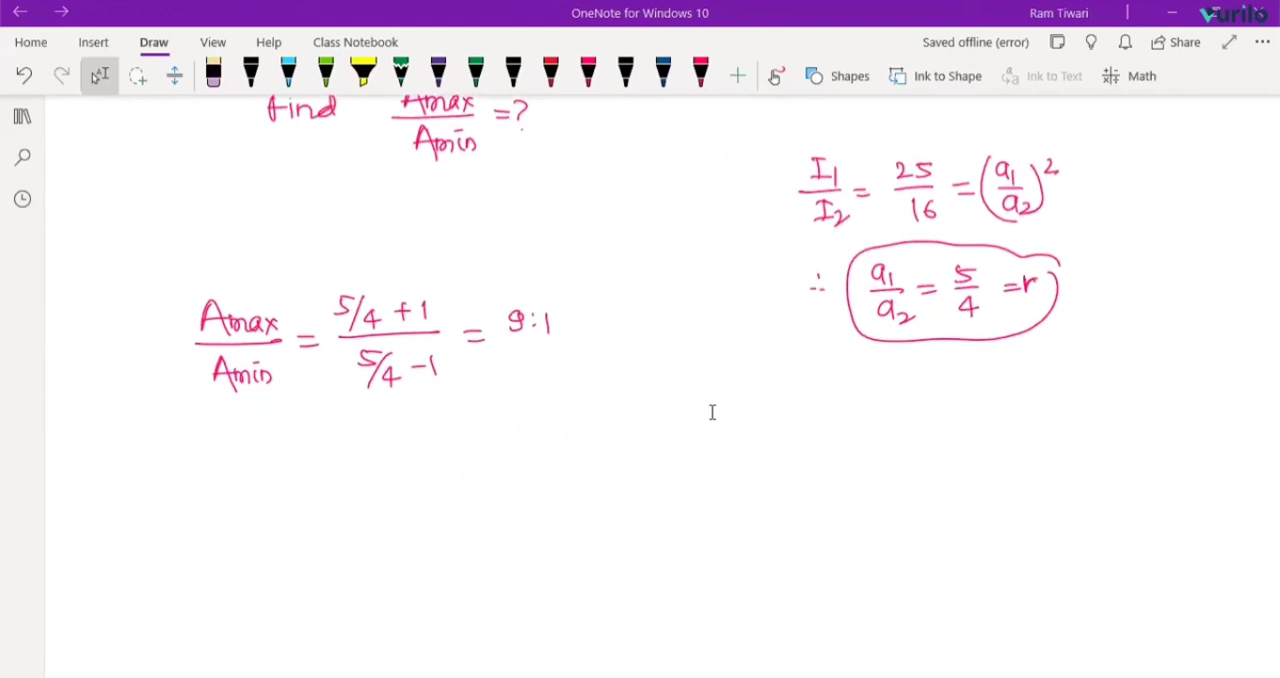 OneNote for Windows 10
Ram Tiwari
Vurilo
Home Insert Draw View Help Class Notebook
Saved offline (error)
Share
Shapes
Ink to Shape
Ink to Text
Math
find Amax/Amin =?
I1/I2 = 25/16 = (a1/a2)²
∴ a1/a2 = 5/4 = r
Amax/Amin = (5/4 + 1)/(5/4 - 1) = 9:1